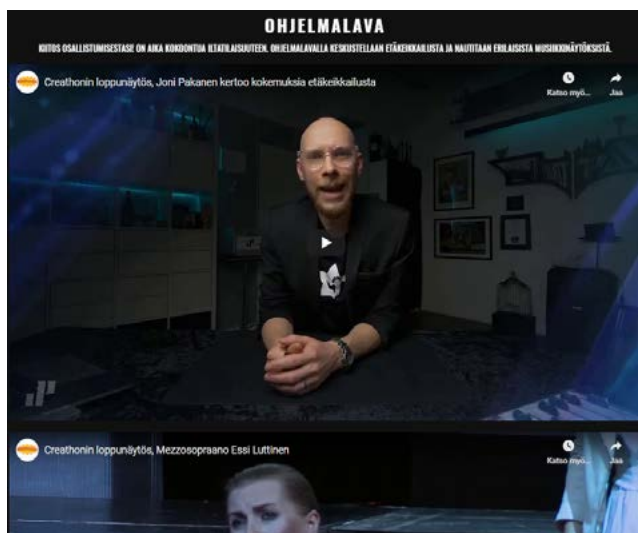 OHJELMALAVA
KIITOS OSALLISTUMISESTASI! ON AIKA KOKOONTUA ILTATILAISUUTEEN. OHJELMALAVALLA KESKUSTELLAAN ETÄKEIKKAILUSTA JA NAUTITAAN ERILAISISTA MUSIIKKINÄYTÖKSISTÄ.
Creathonin loppunäytös, Joni Pakanen kertoo kokemuksia etäkeikkailusta
Katso myö...
Jaa
Creathonin loppunäytös, Mezzosopraano Essi Luttinen
Katso myö...
Jaa